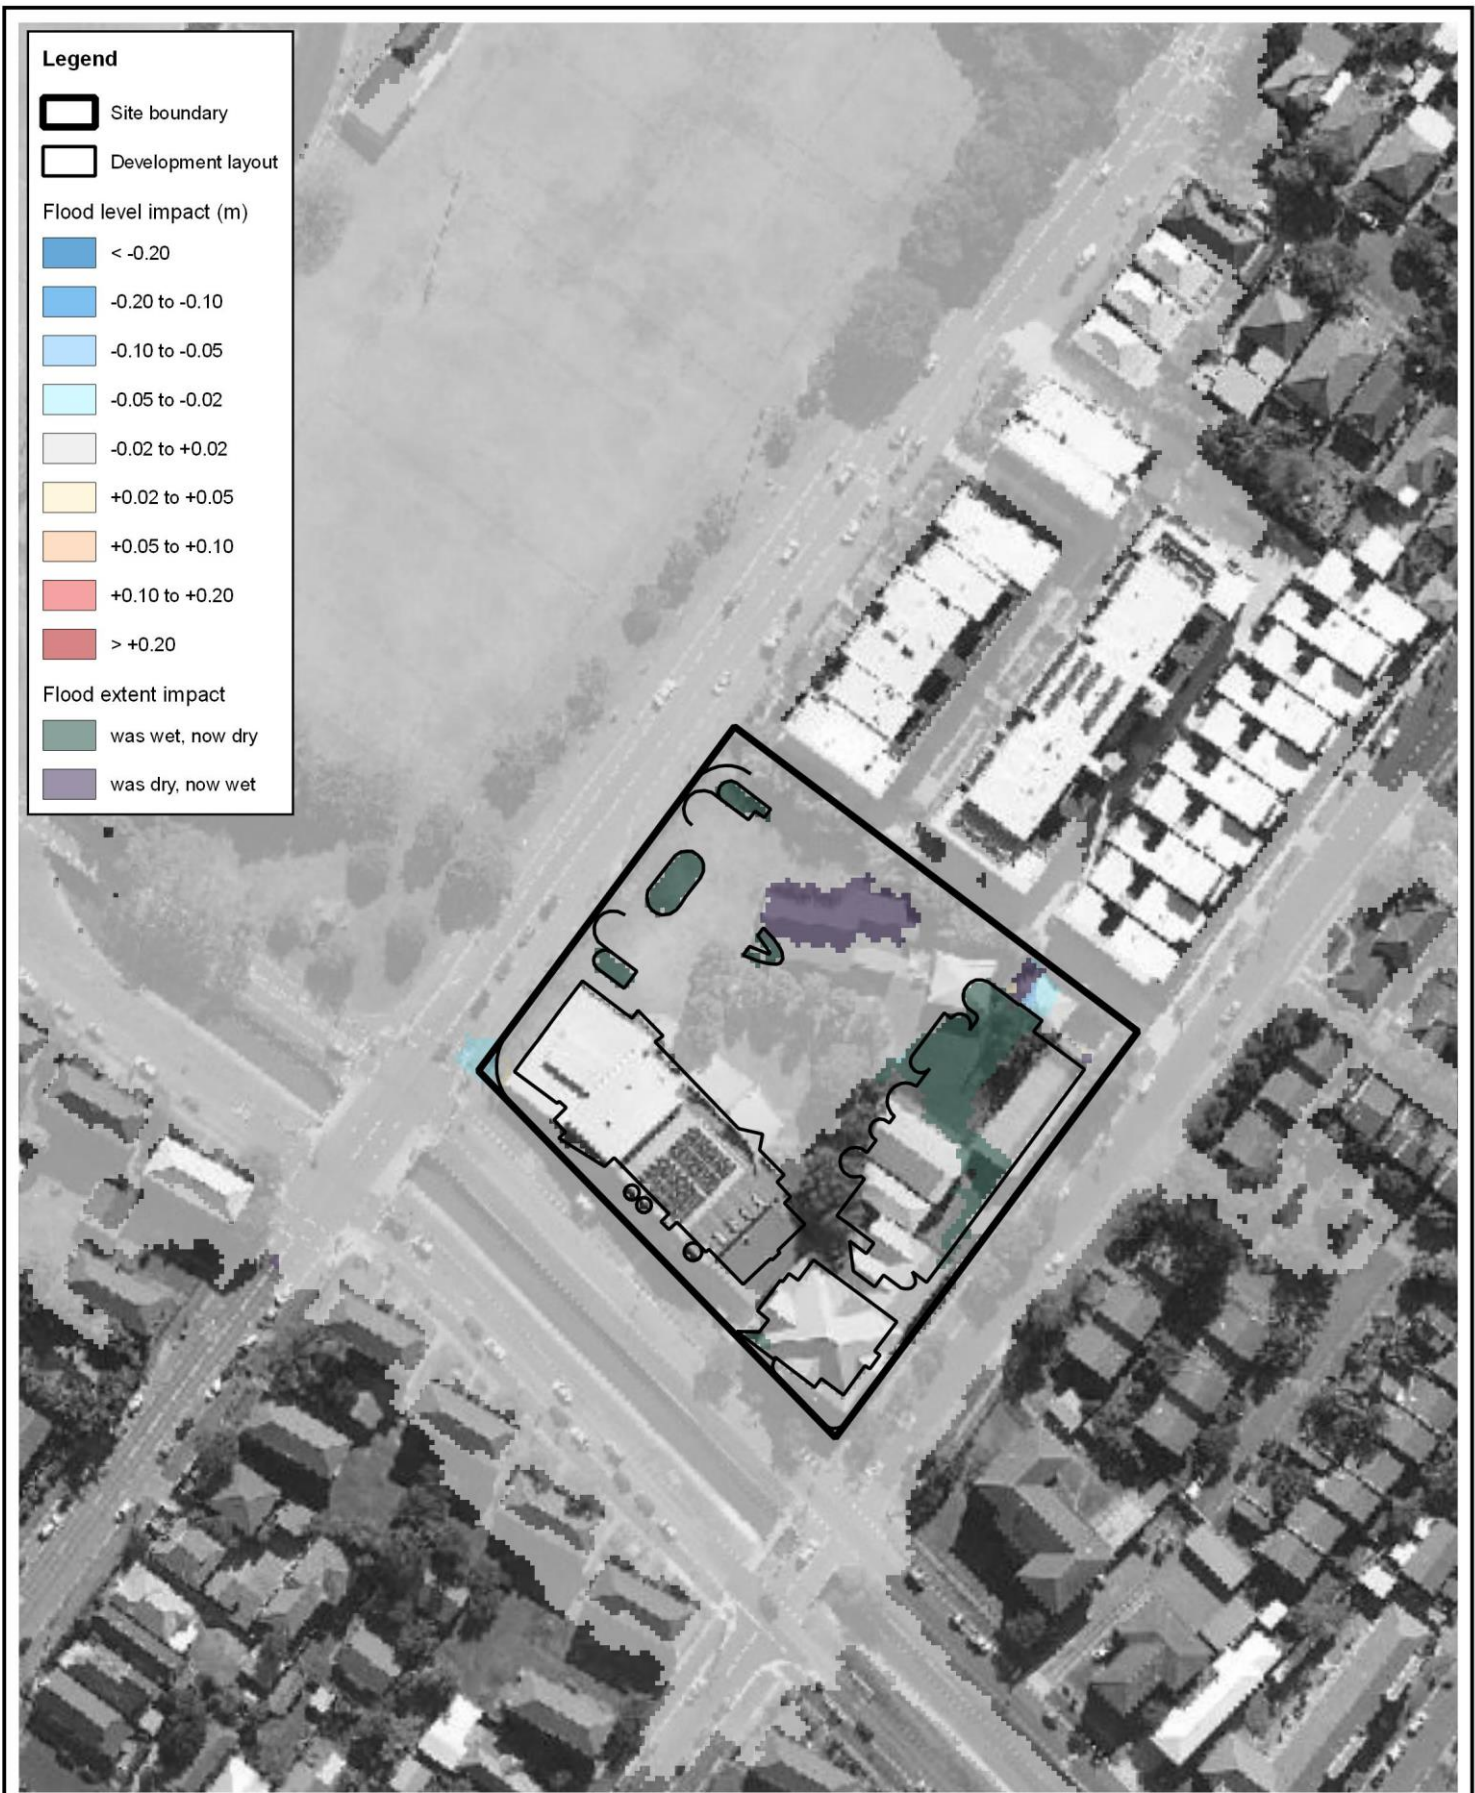 Legend
Site boundary
Development layout
Flood level impact (m)
< -0.20
-0.20 to -0.10
-0.10 to -0.05
-0.05 to -0.02
-0.02 to +0.02
+0.02 to +0.05
+0.05 to +0.10
+0.10 to +0.20
> +0.20
Flood extent impact
was wet, now dry
was dry, now wet